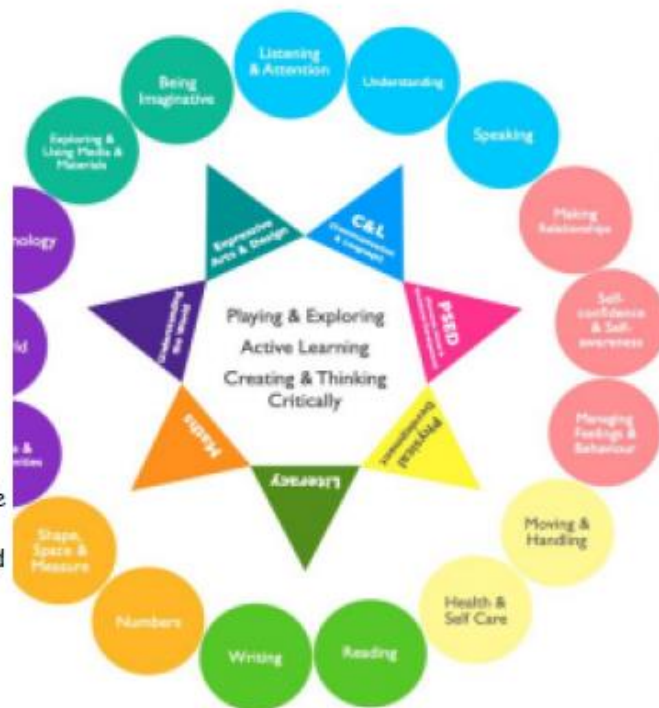 Listening
& Attention
Understanding
Speaking
Making
Relationships
Self-
confidence
& Self-
awareness
Managing
Feelings &
Behaviour
Moving &
Handling
Health &
Self Care
Reading
Writing
Numbers
Shape,
Space &
Measure
Exploring &
Using Media &
Materials
Being
Imaginative
Expressive
Arts & Design
C&L
(Communication
& Language)
PSED
Physical
Development
Literacy
Maths
Understanding
the World
Playing & Exploring
Active Learning
Creating & Thinking
Critically